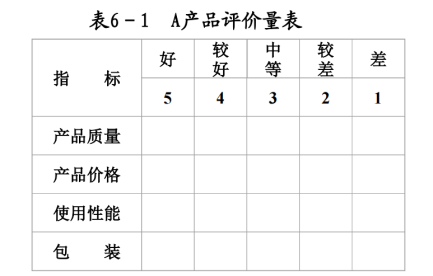 表6-1 A产品评价量表
指 标 好 较好 中等 较差 差
5 4 3 2 1
产品质量
产品价格
使用性能
包 装